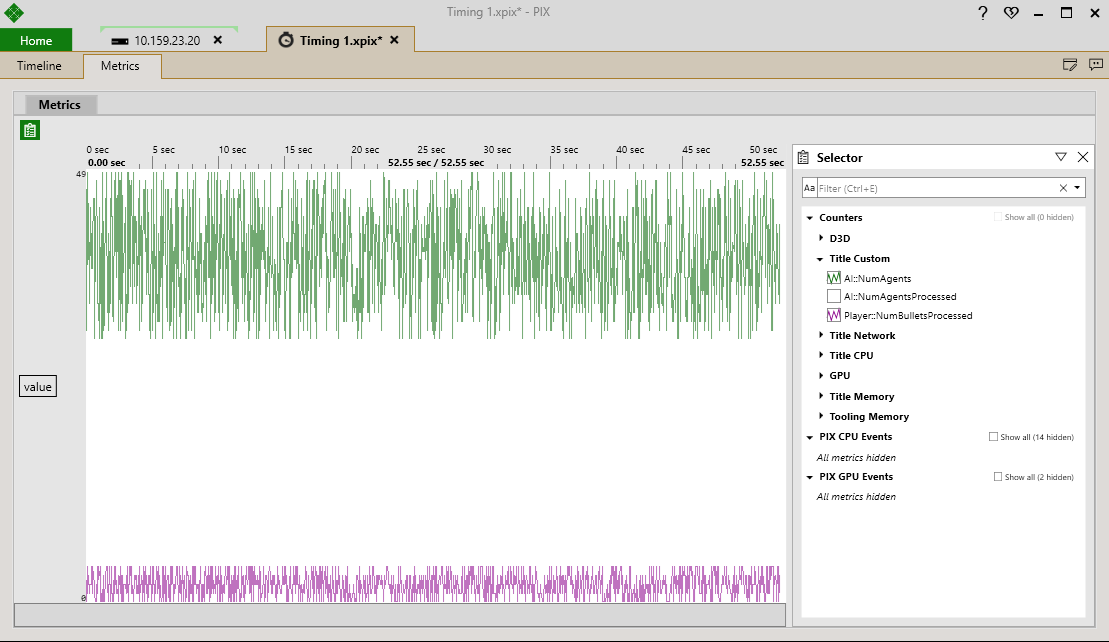 Timing 1.xpix* - PIX
Home
10.159.23.20
Timing 1.xpix*
Timeline
Metrics
Metrics
0 sec 5 sec 10 sec 15 sec 20 sec 25 sec 30 sec 35 sec 40 sec 45 sec 50 sec
0.00 sec 52.55 sec / 52.55 sec 52.55 sec
49
value
0
Selector
Aa Filter (Ctrl+E)
Counters Show all (0 hidden)
D3D
Title Custom
AI::NumAgents
AI::NumAgentsProcessed
Player::NumBulletsProcessed
Title Network
Title CPU
GPU
Title Memory
Tooling Memory
PIX CPU Events Show all (14 hidden)
All metrics hidden
PIX GPU Events Show all (2 hidden)
All metrics hidden